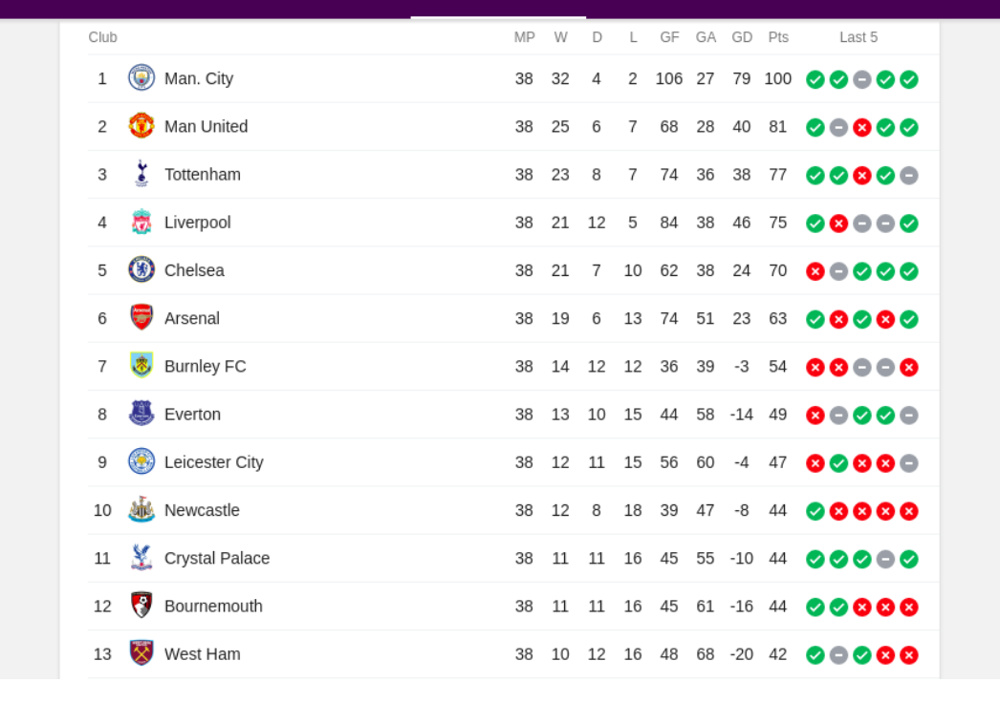 Club MP W D L GF GA GD Pts Last 5
1 Man. City 38 32 4 2 106 27 79 100
2 Man United 38 25 6 7 68 28 40 81
3 Tottenham 38 23 8 7 74 36 38 77
4 Liverpool 38 21 12 5 84 38 46 75
5 Chelsea 38 21 7 10 62 38 24 70
6 Arsenal 38 19 6 13 74 51 23 63
7 Burnley FC 38 14 12 12 36 39 -3 54
8 Everton 38 13 10 15 44 58 -14 49
9 Leicester City 38 12 11 15 56 60 -4 47
10 Newcastle 38 12 8 18 39 47 -8 44
11 Crystal Palace 38 11 11 16 45 55 -10 44
12 Bournemouth 38 11 11 16 45 61 -16 44
13 West Ham 38 10 12 16 48 68 -20 42